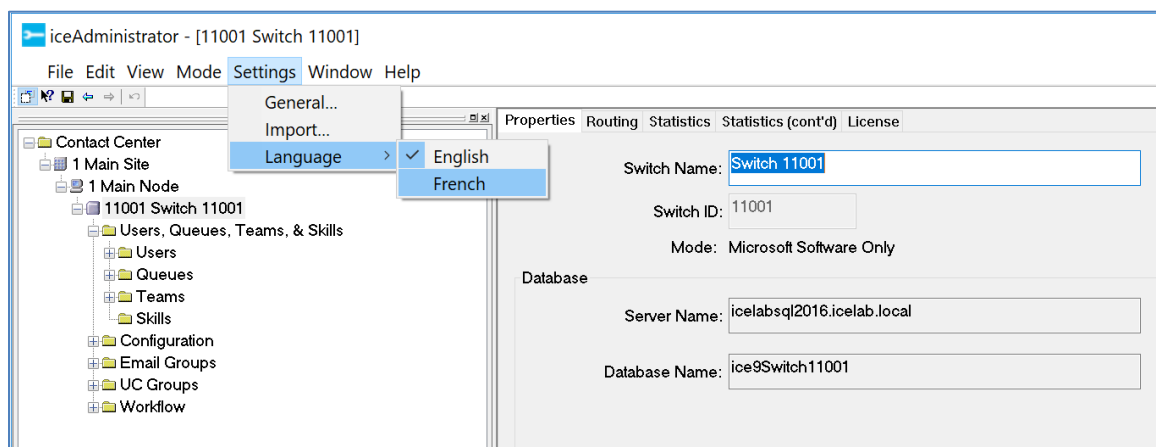 iceAdministrator - [11001 Switch 11001]
File Edit View Mode Settings Window Help
General...
Import...
Language
English
French
Contact Center
1 Main Site
1 Main Node
11001 Switch 11001
Users, Queues, Teams, & Skills
Users
Queues
Teams
Skills
Configuration
Email Groups
UC Groups
Workflow
Properties Routing Statistics Statistics (cont'd) License
Switch Name: Switch 11001
Switch ID: 11001
Mode: Microsoft Software Only
Database
Server Name: icelabsql2016.icelab.local
Database Name: ice9Switch11001